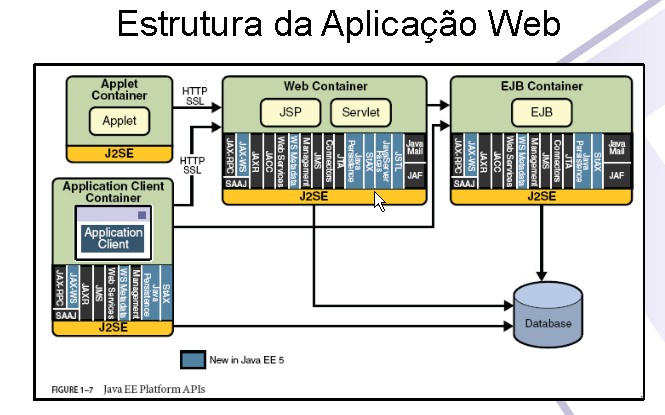 Estrutura da Aplicação Web
Applet
Container
Applet
J2SE
HTTP
SSL
Web Container
JSP
Servlet
JAX-RPC
SAAJ
JAX-WS
JAXR
JACC
Web Services
WS Metadata
Management
JMS
Connectors
JTA
Java
Persistence
StAX
JavaServer
Faces
JSTL
Java
Mail
JAF
J2SE
EJB Container
EJB
JAX-RPC
SAAJ
JAX-WS
JAXR
JACC
Web Services
WS Metadata
Management
JMS
Connectors
JTA
Java
Persistence
StAX
Java
Mail
JAF
J2SE
HTTP
SSL
Application Client
Container
Application
Client
JAX-RPC
SAAJ
JAX-WS
JAXR
JMS
Web Services
WS Metadata
Management
Java
Persistence
StAX
J2SE
Database
New in Java EE 5
FIGURE 1–7 Java EE Platform APIs